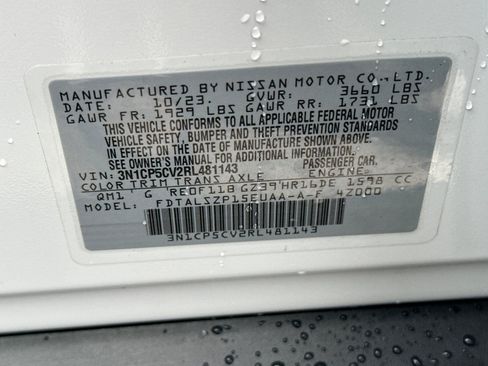 MANUFACTURED BY NISSAN MOTOR CO., LTD.
DATE: 10/23. GVWR: 3660 LBS
GAWR FR: 1929 LBS GAWR RR: 1731 LBS
THIS VEHICLE CONFORMS TO ALL APPLICABLE FEDERAL MOTOR
VEHICLE SAFETY, BUMPER AND THEFT PREVENTION STANDARDS
IN EFFECT ON THE DATE OF MANUFACTURE SHOWN ABOVE.
SEE OWNER'S MANUAL FOR MORE INFORMATION.
VIN: 3N1CP5CV2RL481143 PASSENGER CAR.
COLOR TRIM TRANS AXLE ENGINE
QM1 G RE0F11B GZ39 HR16DE 1598 CC
MODEL: FDTALSZP15EUAA-A-F 4Z000
3N1CP5CV2RL481143